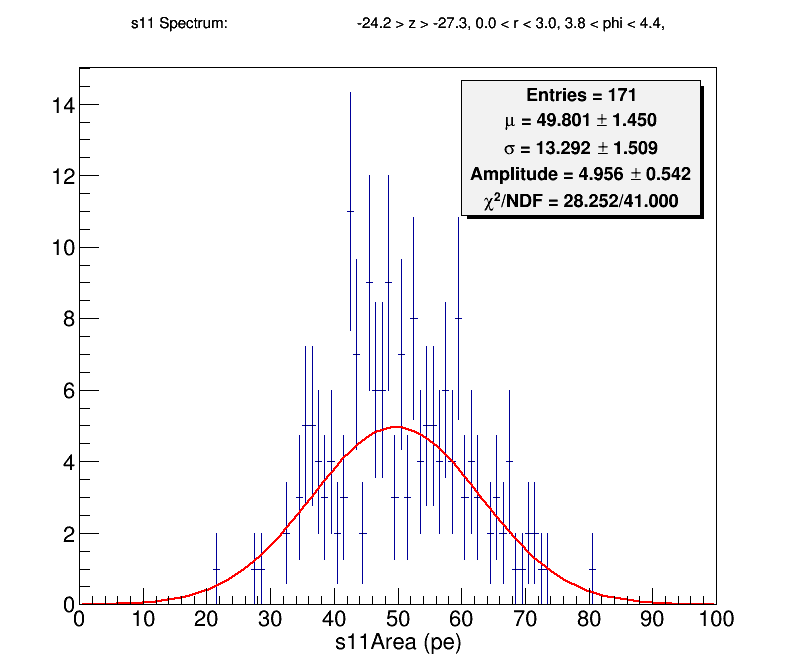 s11 Spectrum: -24.2 > z > -27.3, 0.0 < r < 3.0, 3.8 < phi < 4.4,
Entries = 171
μ = 49.801 ± 1.450
σ = 13.292 ± 1.509
Amplitude = 4.956 ± 0.542
χ²/NDF = 28.252/41.000
14
12
10
8
6
4
2
0
0 10 20 30 40 50 60 70 80 90 100
s11Area (pe)